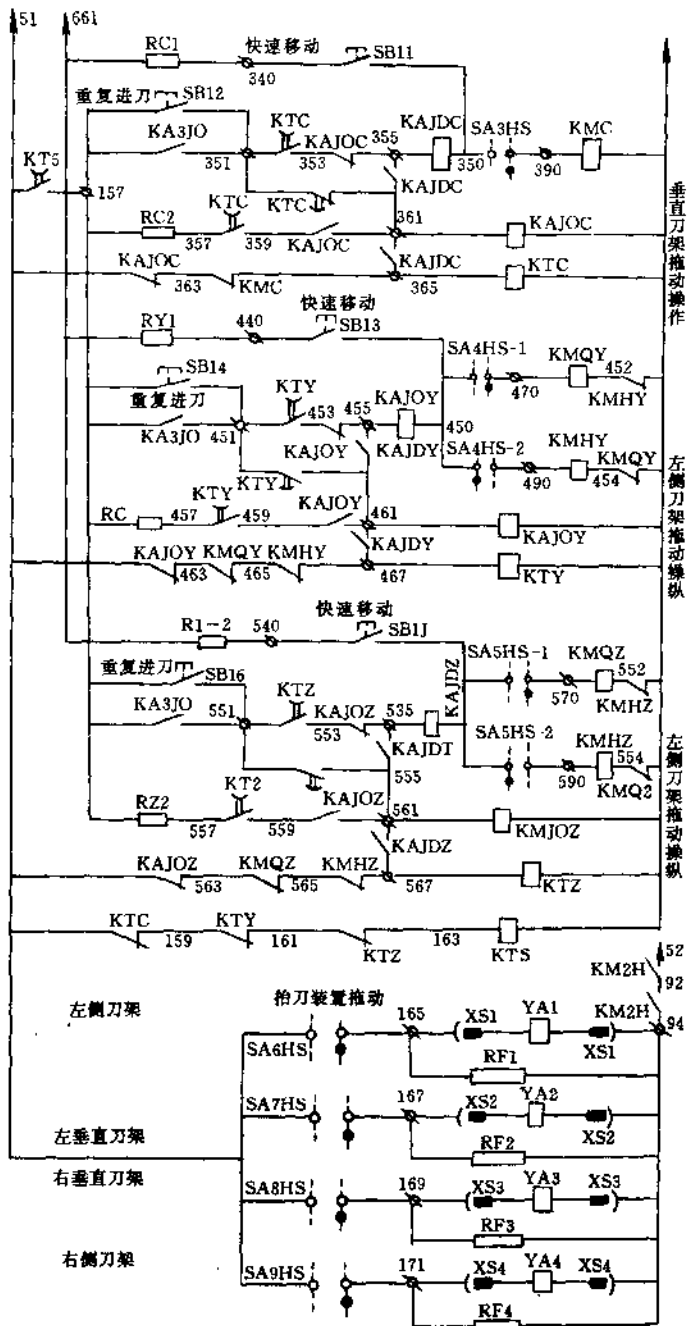 51
661
RC1
快速移动
SB11
340
重复进刀
SB12
KA3JO
351
KTC
353
KAJOC
355
KAJDC
350
SA3HS
390
KMC
KT5
157
KTC
KAJDC
361
RC2
357
KTC
359
KAJOC
KAJOC
KAJOC
363
KMC
KAJDC
365
KTC
垂直刀架拖动操作
快速移动
RY1
440
SB13
SB14
重复进刀
KA3JO
451
KTY
453
455
KAJOY
KAJOY
KAJDY
450
SA4HS-1
470
KMQY
452
KMHY
SA4HS-2
490
KMHY
454
KMQY
KTY
RC
457
KTY
459
KAJOY
461
KAJOY
KAJDY
KAJOY
463
KMQY
465
KMHY
467
KTY
左侧刀架拖动操纵
快速移动
R1-2
540
SB1J
重复进刀
SB16
KA3JO
551
KTZ
553
KAJOZ
535
KAJDZ
KAJDT
555
SA5HS-1
570
KMQZ
552
KMHZ
SA5HS-2
590
KMHZ
554
KMQ2
RZ2
557
KT2
559
KAJOZ
561
KMJOZ
KAJDZ
KAJOZ
563
KMQZ
565
KMHZ
567
KTZ
左侧刀架拖动操纵
KTC
159
KTY
161
KTZ
163
KTS
52
92
KM2H
94
左侧刀架
抬刀装置拖动
SA6HS
165
XS1
YA1
XS1
RF1
SA7HS
167
XS2
YA2
XS2
RF2
左垂直刀架
右垂直刀架
SA8HS
169
XS3
YA3
XS3
RF3
右侧刀架
SA9HS
171
XS4
YA4
XS4
RF4